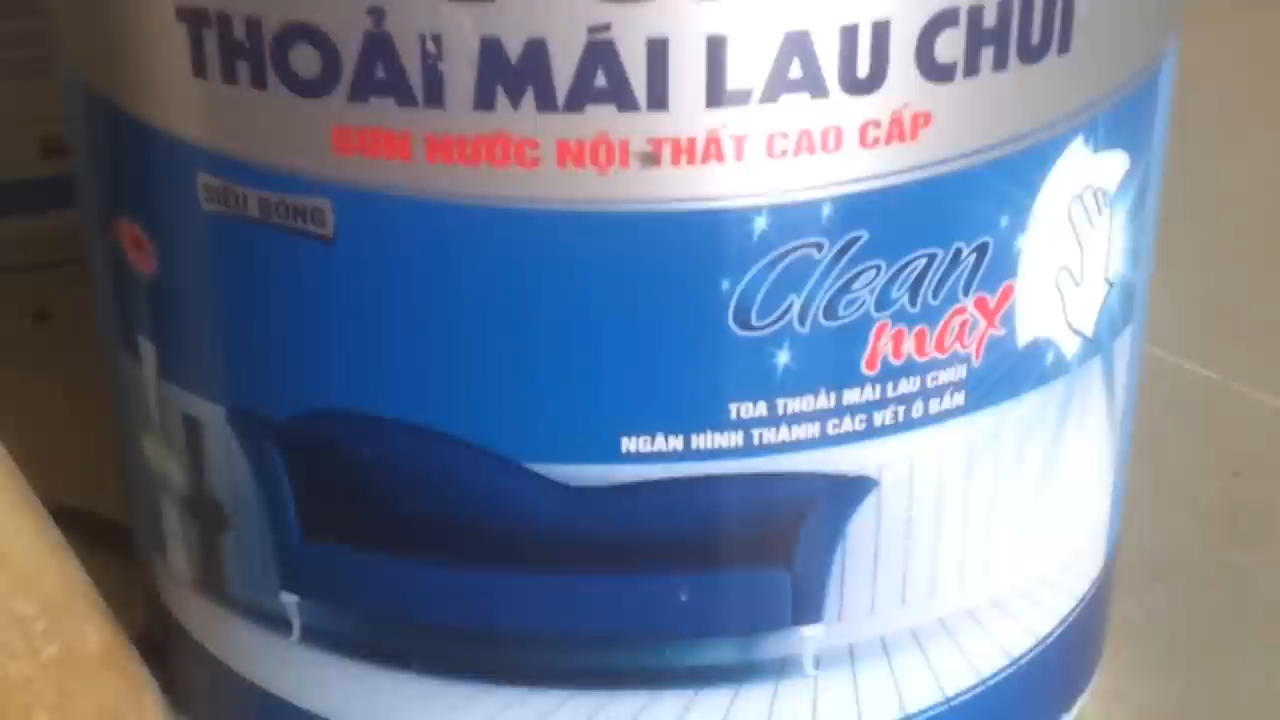 THOẢI MÁI LAU CHÙI
SƠN NƯỚC NỘI THẤT CAO CẤP
SIÊU BÓNG
Clean
max
TOA THOẢI MÁI LAU CHÙI
NGĂN HÌNH THÀNH CÁC VẾT Ố BẨN